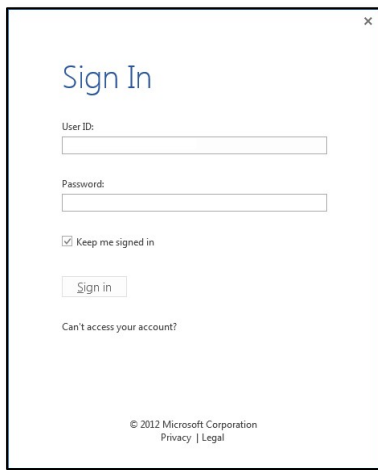 Sign In
User ID:
Password:
Keep me signed in
Sign in
Can't access your account?
© 2012 Microsoft Corporation
Privacy | Legal